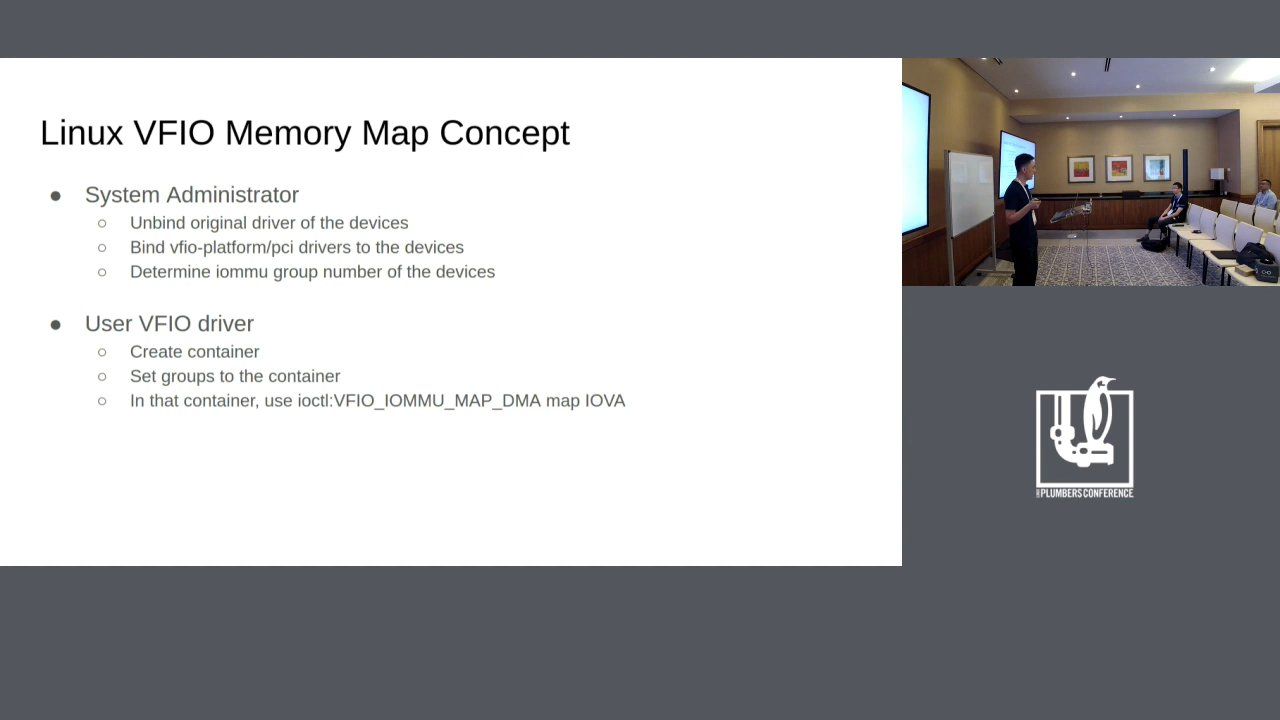 Linux VFIO Memory Map Concept
● System Administrator
○ Unbind original driver of the devices
○ Bind vfio-platform/pci drivers to the devices
○ Determine iommu group number of the devices
● User VFIO driver
○ Create container
○ Set groups to the container
○ In that container, use ioctl:VFIO_IOMMU_MAP_DMA map IOVA
PLUMBERS CONFERENCE